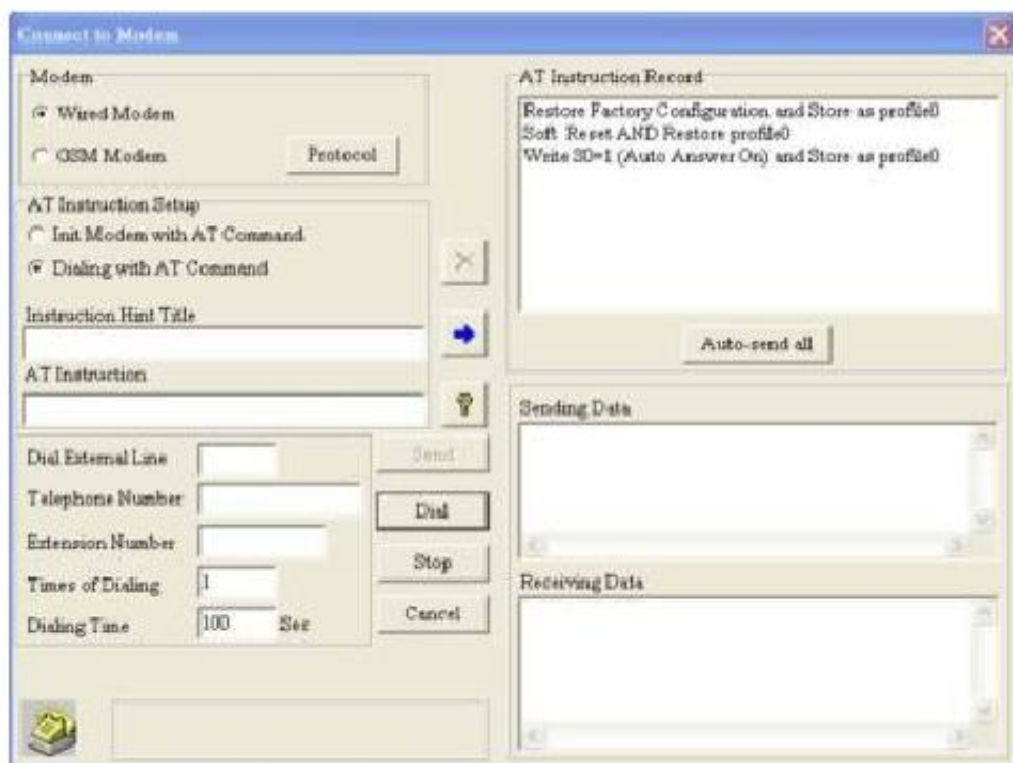 Connect to Modem
Modem
Wired Modem
GSM Modem
Protocol
AT Instruction Setup
Init Modem with AT Command
Dialing with AT Command
Instruction Hint Title
AT Instruction
Dial External Line
Telephone Number
Extension Number
Times of Dialing
1
Dialing Time
100
Sec
Send
Dial
Stop
Cancel
AT Instruction Record
Restore Factory Configuration and Store as profile0
Soft Reset AND Restore profile0
Write S0=1 (Auto Answer On) and Store as profile0
Auto-send all
Sending Data
Receiving Data